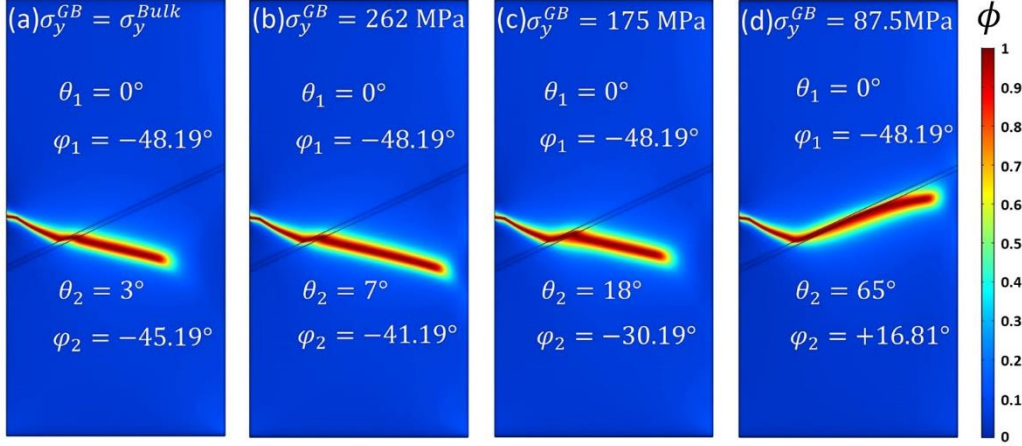 (a)σ_y^{GB} = σ_y^{Bulk}
θ₁ = 0°
φ₁ = −48.19°
θ₂ = 3°
φ₂ = −45.19°
(b)σ_y^{GB} = 262 MPa
θ₁ = 0°
φ₁ = −48.19°
θ₂ = 7°
φ₂ = −41.19°
(c)σ_y^{GB} = 175 MPa
θ₁ = 0°
φ₁ = −48.19°
θ₂ = 18°
φ₂ = −30.19°
(d)σ_y^{GB} = 87.5MPa
θ₁ = 0°
φ₁ = −48.19°
θ₂ = 65°
φ₂ = +16.81°
ϕ
1
0.9
0.8
0.7
0.6
0.5
0.4
0.3
0.2
0.1
0